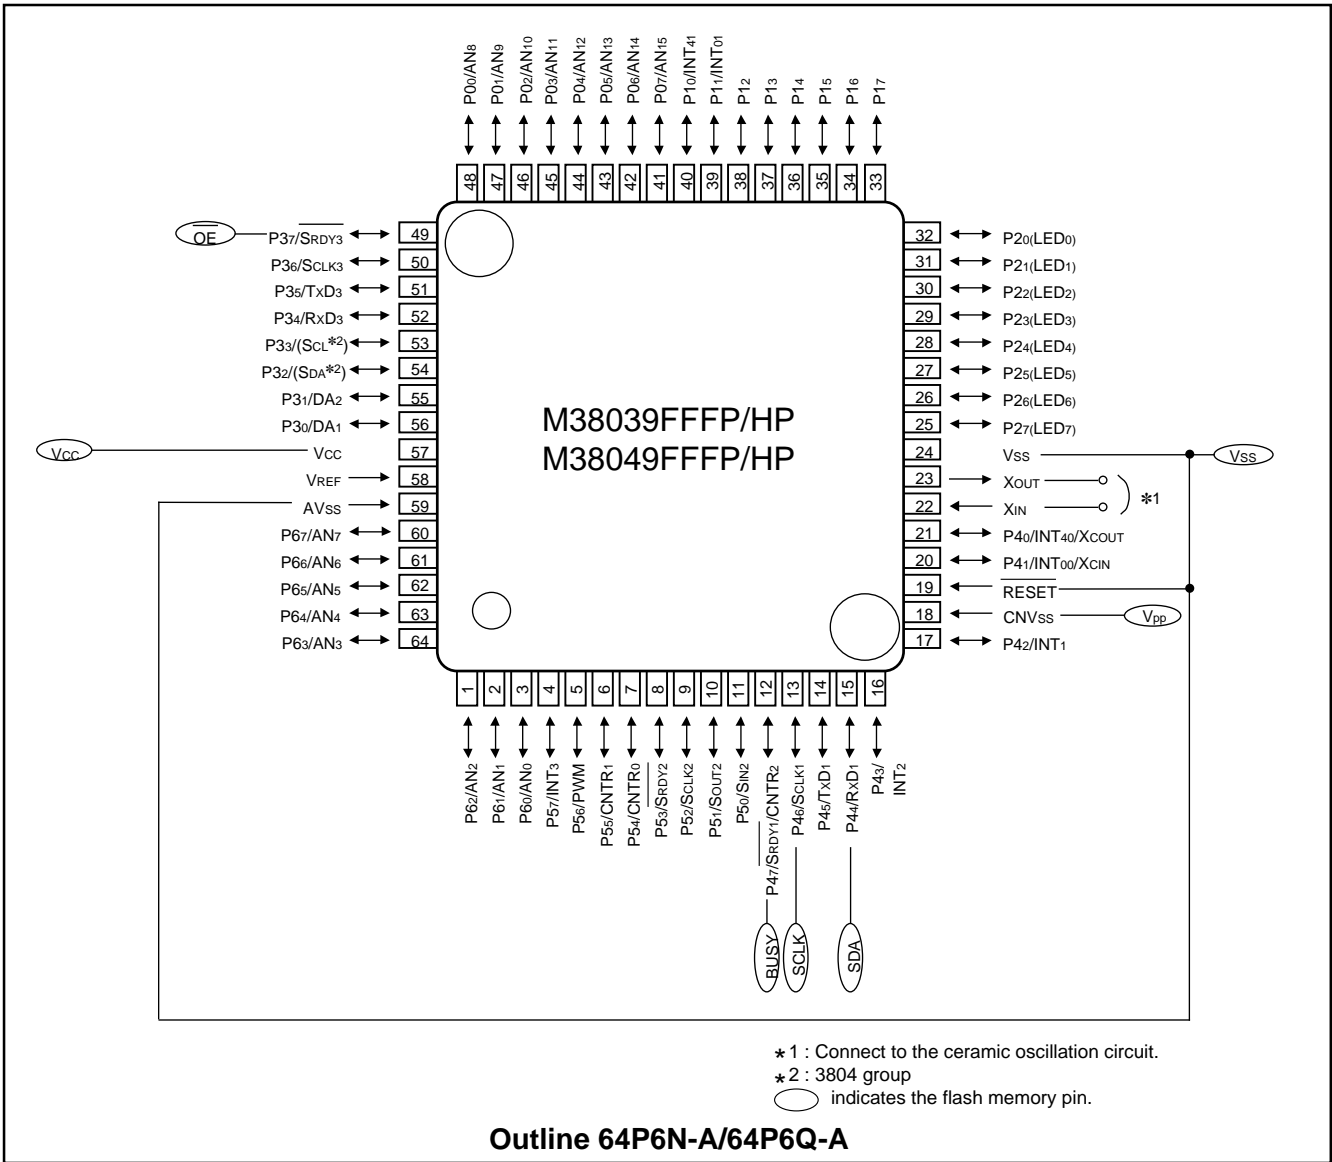 P00/AN8
P01/AN9
P02/AN10
P03/AN11
P04/AN12
P05/AN13
P06/AN14
P07/AN15
P10/INT41
P11/INT01
P12
P13
P14
P15
P16
P17
48 47 46 45 44 43 42 41 40 39 38 37 36 35 34 33
OE P37/SRDY3 49
P36/SCLK3 50
P35/TxD3 51
P34/RxD3 52
P33/(SCL*2) 53
P32/(SDA*2) 54
P31/DA2 55
P30/DA1 56
VCC VCC 57
VREF 58
AVSS 59
P67/AN7 60
P66/AN6 61
P65/AN5 62
P64/AN4 63
P63/AN3 64
M38039FFFP/HP
M38049FFFP/HP
32 P20(LED0)
31 P21(LED1)
30 P22(LED2)
29 P23(LED3)
28 P24(LED4)
27 P25(LED5)
26 P26(LED6)
25 P27(LED7)
24 VSS VSS
23 XOUT
*1
22 XIN
21 P40/INT40/XCOUT
20 P41/INT00/XCIN
19 RESET
18 CNVSS Vpp
17 P42/INT1
1 2 3 4 5 6 7 8 9 10 11 12 13 14 15 16
P62/AN2
P61/AN1
P60/AN0
P57/INT3
P56/PWM
P55/CNTR1
P54/CNTR0
P53/SRDY2
P52/SCLK2
P51/SOUT2
P50/SIN2
P47/SRDY1/CNTR2
P46/SCLK1
P45/TxD1
P44/RxD1
P43/
INT2
BUSY
SCLK
SDA
*1 : Connect to the ceramic oscillation circuit.
*2 : 3804 group
indicates the flash memory pin.
Outline 64P6N-A/64P6Q-A